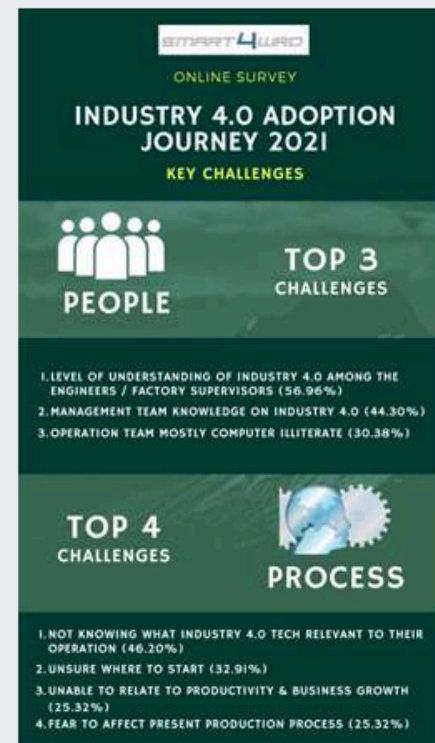 SMART4WRD
ONLINE SURVEY
INDUSTRY 4.0 ADOPTION
JOURNEY 2021
KEY CHALLENGES
PEOPLE
TOP 3
CHALLENGES
1.LEVEL OF UNDERSTANDING OF INDUSTRY 4.0 AMONG THE
ENGINEERS / FACTORY SUPERVISORS (56.96%)
2.MANAGEMENT TEAM KNOWLEDGE ON INDUSTRY 4.0 (44.30%)
3.OPERATION TEAM MOSTLY COMPUTER ILLITERATE (30.38%)
TOP 4
CHALLENGES
PROCESS
1.NOT KNOWING WHAT INDUSTRY 4.0 TECH RELEVANT TO THEIR
OPERATION (46.20%)
2.UNSURE WHERE TO START (32.91%)
3.UNABLE TO RELATE TO PRODUCTIVITY & BUSINESS GROWTH
(25.32%)
4.FEAR TO AFFECT PRESENT PRODUCTION PROCESS (25.32%)